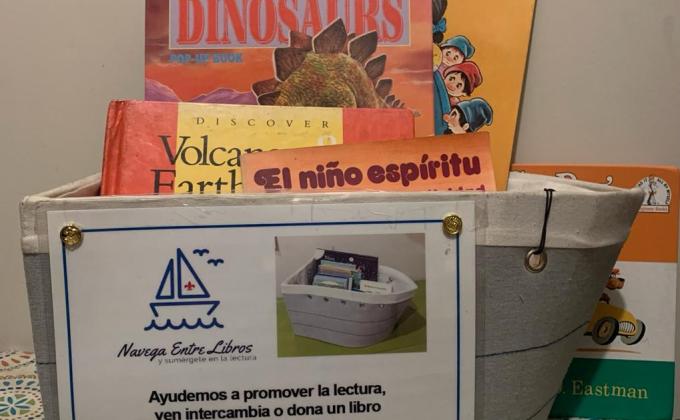 DINOSAURS
POP-UP BOOK
DISCOVER
El niño espíritu
Navega Entre Libros
y sumérgete en la lectura
Ayudemos a promover la lectura,
ven intercambia o dona un libro
Eastman